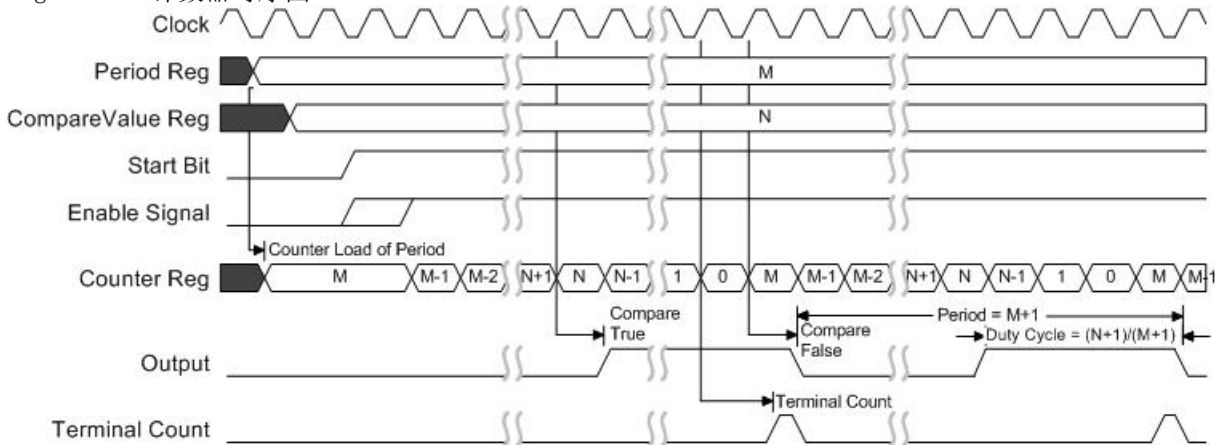 Clock
Period Reg
M
CompareValue Reg
N
Start Bit
Enable Signal
Counter Load of Period
Counter Reg
M M-1 M-2 N+1 N N-1 1 0 M M-1 M-2 N+1 N N-1 1 0 M M-1
Compare
True
Compare
False
Period = M+1
Duty Cycle = (N+1)/(M+1)
Output
Terminal Count
Terminal Count